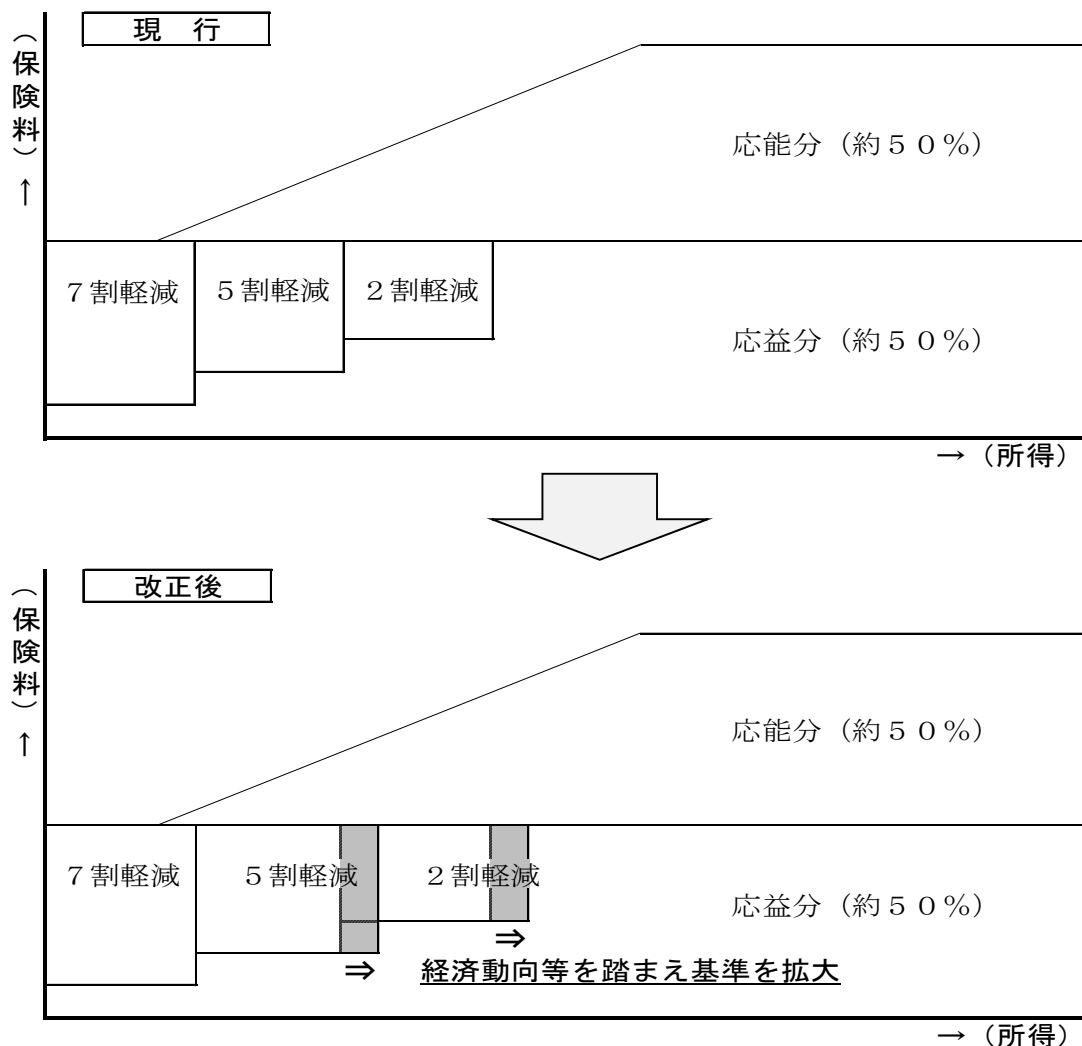 現　行
（保険料）→
応能分（約５０％）
７割軽減
５割軽減
２割軽減
応益分（約５０％）
→（所得）
改正後
（保険料）→
応能分（約５０％）
７割軽減
５割軽減
２割軽減
応益分（約５０％）
⇒
⇒
経済動向等を踏まえ基準を拡大
→（所得）